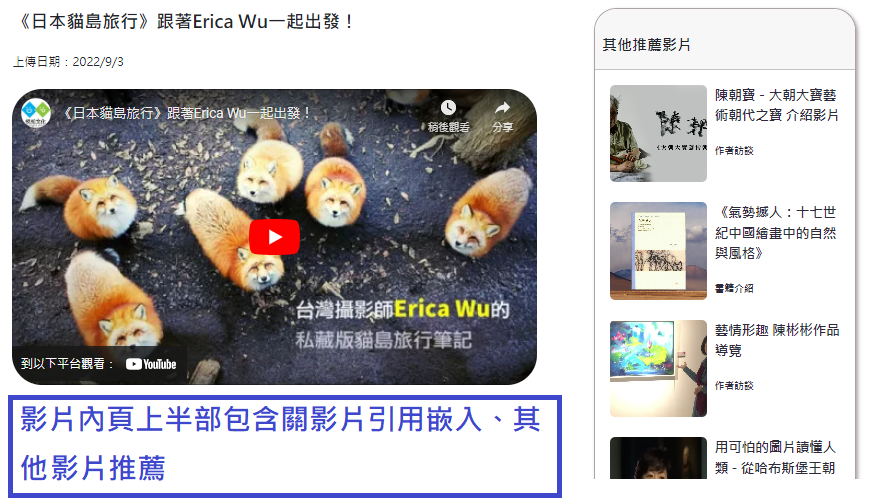 《日本貓島旅行》跟著Erica Wu一起出發！
上傳日期：2022/9/3
《日本貓島旅行》跟著Erica Wu一起出發！
稍後觀看
分享
台灣攝影師Erica Wu的
私藏版貓島旅行筆記
到以下平台觀看：
YouTube
影片內頁上半部包含關影片引用嵌入、其
他影片推薦
其他推薦影片
陳朝寶 - 大朝大寶藝
術朝代之寶 介紹影片
作者訪談
《氣勢撼人：十七世
紀中國繪畫中的自然
與風格》
書籍介紹
藝情形趣 陳彬彬作品
導覽
作者訪談
用可怕的圖片讀懂人
類 - 從哈布斯堡王朝